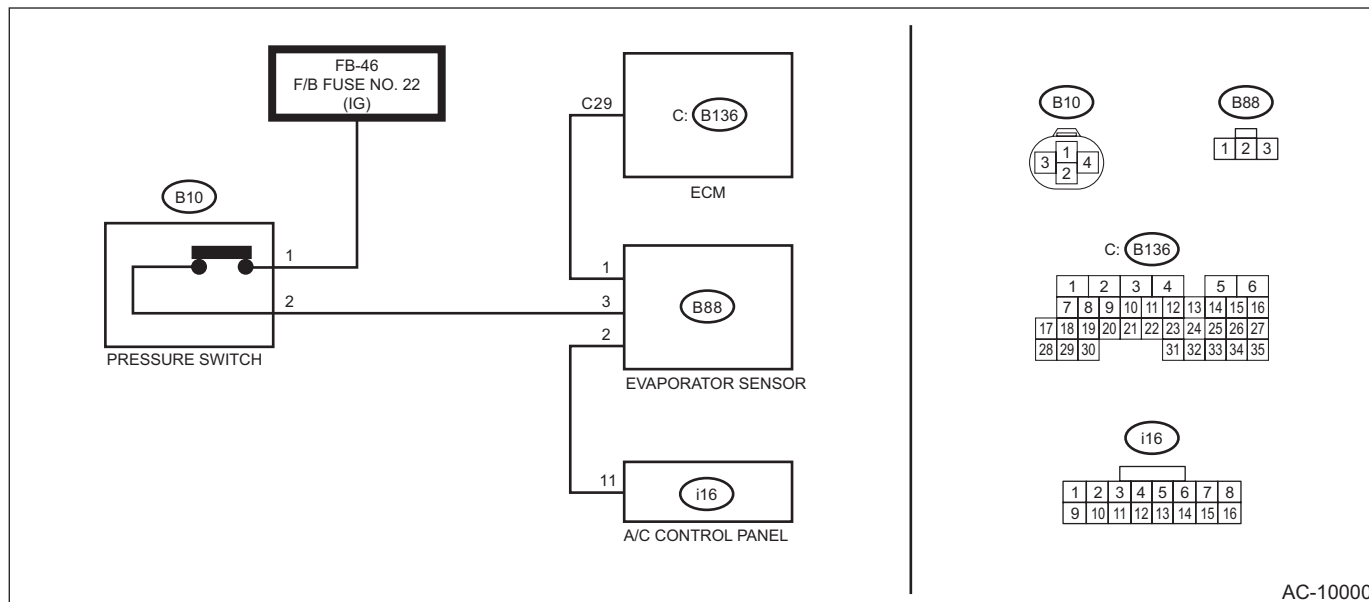 FB-46
F/B FUSE NO. 22
(IG)
C29
C: B136
ECM
B10
1
2
PRESSURE SWITCH
1
3
2
B88
EVAPORATOR SENSOR
11
i16
A/C CONTROL PANEL
B10
1
3 4
2
B88
1 2 3
C: B136
1 2 3 4 5 6
7 8 9 10 11 12 13 14 15 16
17 18 19 20 21 22 23 24 25 26 27
28 29 30 31 32 33 34 35
i16
1 2 3 4 5 6 7 8
9 10 11 12 13 14 15 16
AC-10000